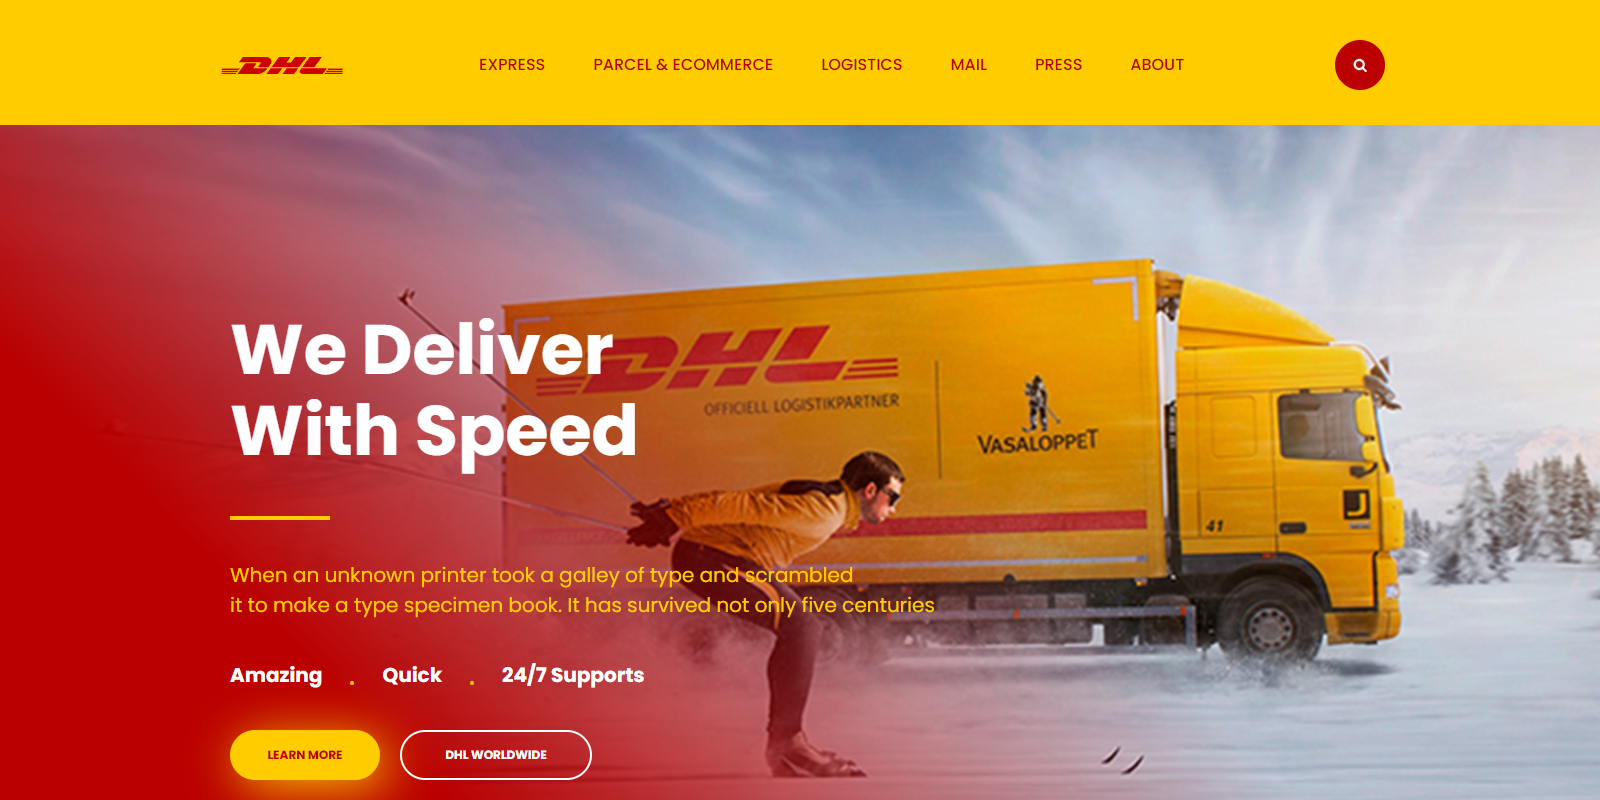 DHL
EXPRESS
PARCEL & ECOMMERCE
LOGISTICS
MAIL
PRESS
ABOUT
We Deliver
With Speed
DHL
OFFICIELL LOGISTIKPARTNER
VASALOPPET
41
When an unknown printer took a galley of type and scrambled
it to make a type specimen book. It has survived not only five centuries
Amazing . Quick . 24/7 Supports
LEARN MORE
DHL WORLDWIDE